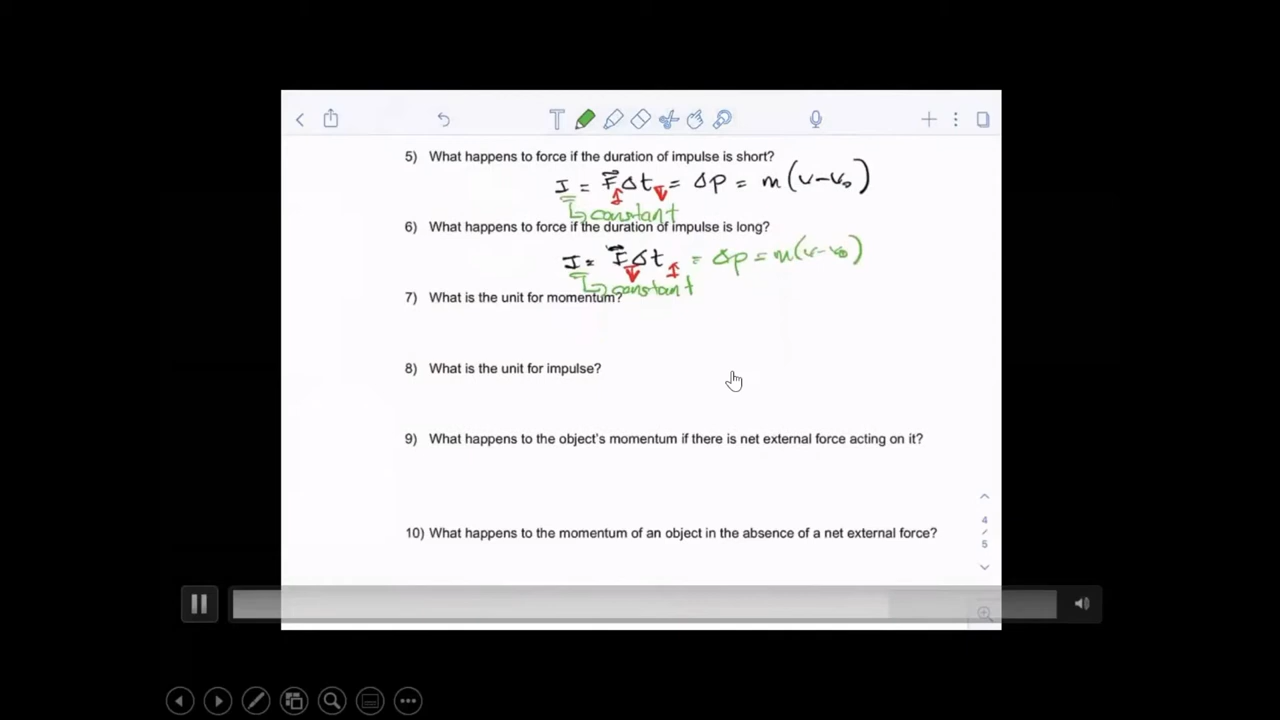 5) What happens to force if the duration of impulse is short?
I = F Δt = Δp = m(v-v₀)
constant
6) What happens to force if the duration of impulse is long?
I = F Δt = Δp = m(v-v₀)
constant
7) What is the unit for momentum?
8) What is the unit for impulse?
9) What happens to the object's momentum if there is net external force acting on it?
10) What happens to the momentum of an object in the absence of a net external force?
4
/
5